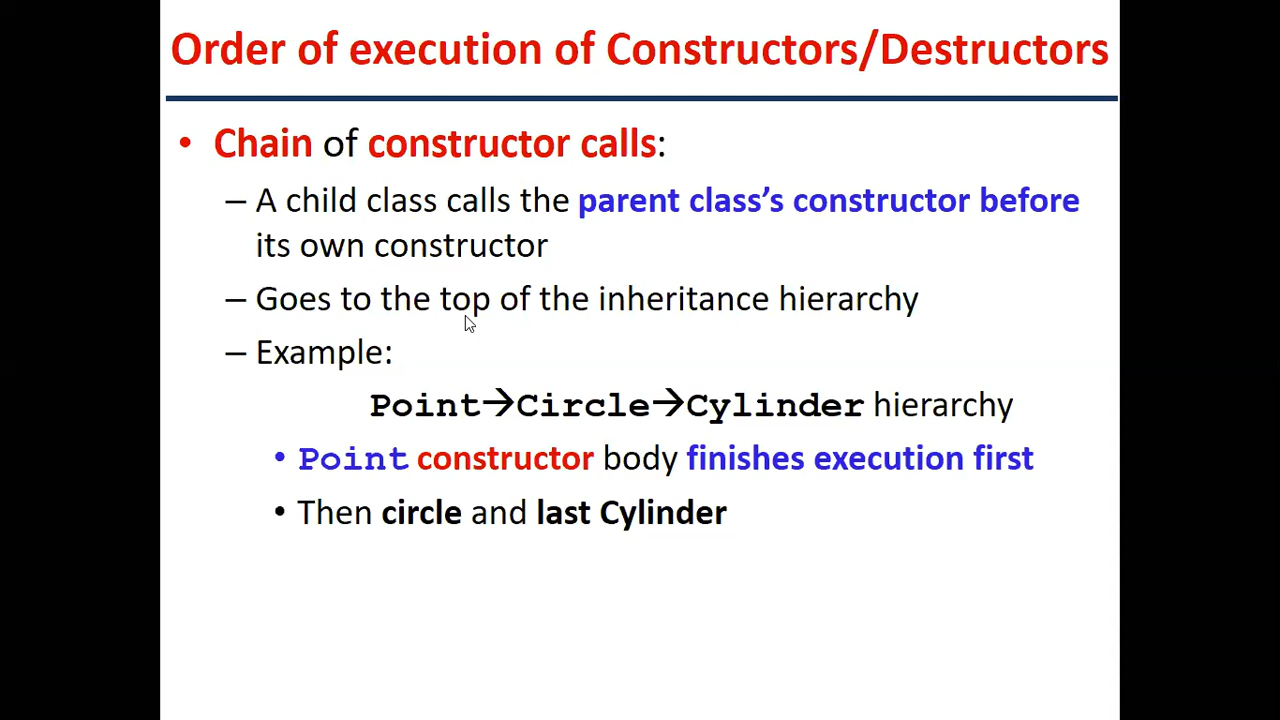 Order of execution of Constructors/Destructors
• Chain of constructor calls:
– A child class calls the parent class’s constructor before
its own constructor
– Goes to the top of the inheritance hierarchy
– Example:
Point→Circle→Cylinder hierarchy
• Point constructor body finishes execution first
• Then circle and last Cylinder